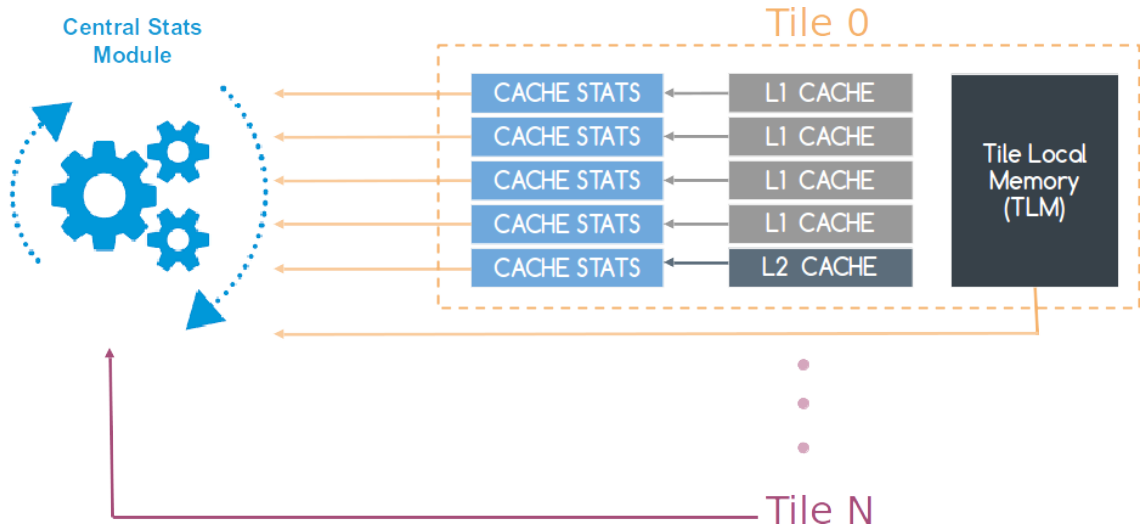 Central Stats
Module
Tile 0
CACHE STATS
L1 CACHE
CACHE STATS
L1 CACHE
CACHE STATS
L1 CACHE
CACHE STATS
L1 CACHE
CACHE STATS
L2 CACHE
Tile Local
Memory
(TLM)
Tile N